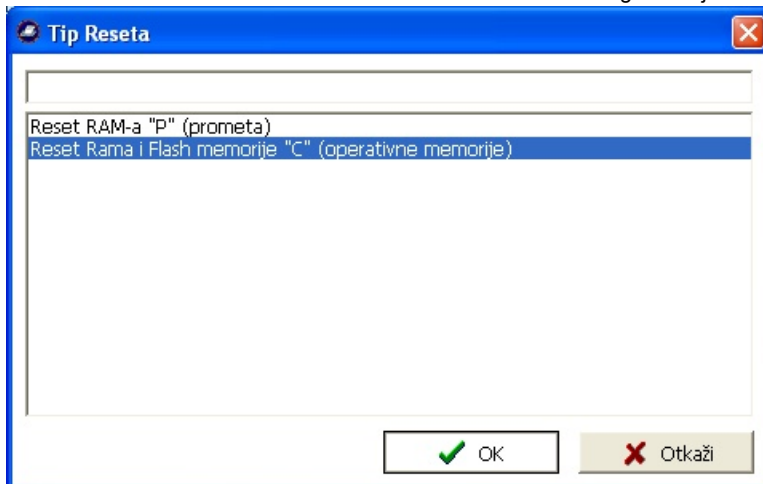 Tip Reseta
Reset RAM-a "P" (prometa)
Reset Rama i Flash memorije "C" (operativne memorije)
OK
Otkaži